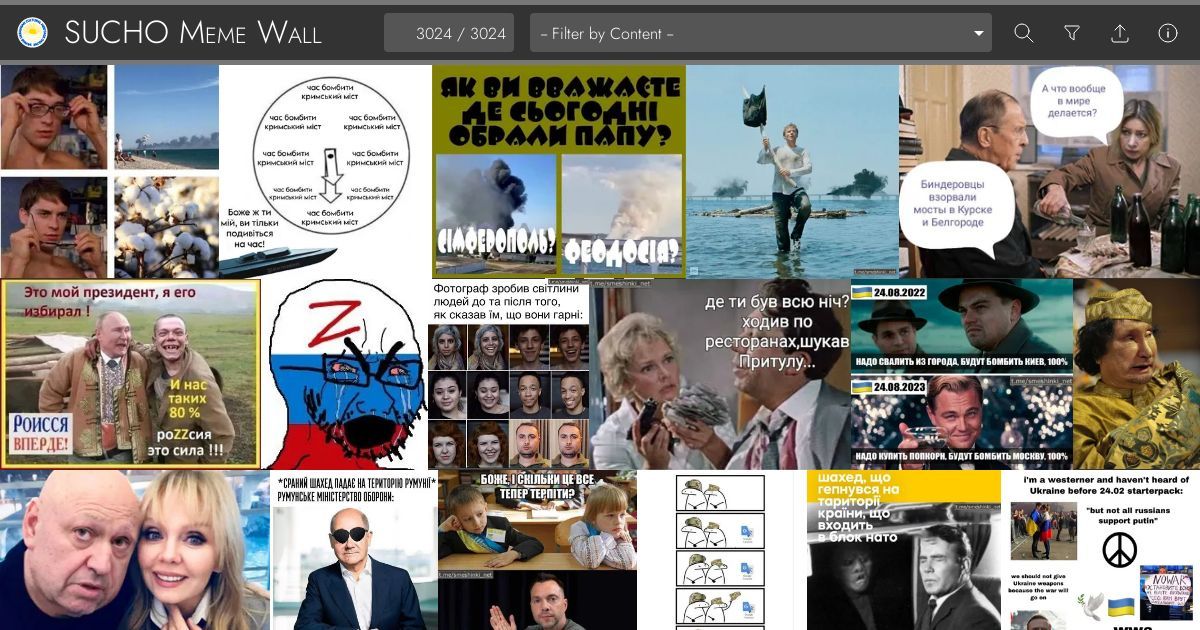 SUCHO Meme Wall
3024 / 3024
– Filter by Content –
час бомбити
кримський міст
час бомбити
кримський міст
час бомбити
кримський міст
час бомбити
кримський міст
час бомбити
кримський міст
час бомбити
кримський міст
час бомбити
кримський міст
час бомбити
кримський міст
Боже ж ти
мій, ви тільки
подивіться
на час!
ЯК ВИ ВВАЖАЄТЕ
ДЕ СЬОГОДНІ
ОБРАЛИ ПАПУ?
СІМФЕРОПОЛЬ?
ФЕОДОСІЯ?
t.me/smeshinki_net
А что вообще
в мире
делается?
Биндеровцы
взорвали
мосты в Курске
и Белгороде
Это мой президент, я его
избирал !
И нас
таких
80 %
роZZсия
это сила !!!
РОИССЯ
ВПЕРДЕ!
Z
Фотограф зробив світлини
людей до та після того,
як сказав їм, що вони гарні:
t.me/smeshinki_net
де ти був всю ніч?
ходив по
ресторанах,шукав
Притулу...
24.08.2022
НАДО СВАЛИТЬ ИЗ ГОРОДА, БУДУТ БОМБИТЬ КИЕВ, 100%
24.08.2023
t.me/smeshinki_net
НАДО КУПИТЬ ПОПКОРН, БУДУТ БОМБИТЬ МОСКВУ, 100%
*СРАНИЙ ШАХЕД ПАДАЄ НА ТЕРИТОРІЮ РУМУНІЇ*
РУМУНСЬКЕ МІНІСТЕРСТВО ОБОРОНИ:
БОЖЕ, І СКІЛЬКИ ЦЕ ВСЕ
ТЕПЕР ТЕРПІТИ?
t.me/smeshinki_net
шахед, що
гепнувся на
території
країни, що
входить
в блок нато
t.me/smeshinki_net
i'm a westerner and haven't heard of
Ukraine before 24.02 starterpack:
"but not all russians
support putin"
we should not give
Ukraine weapons
because the war will
go on
NO WAR